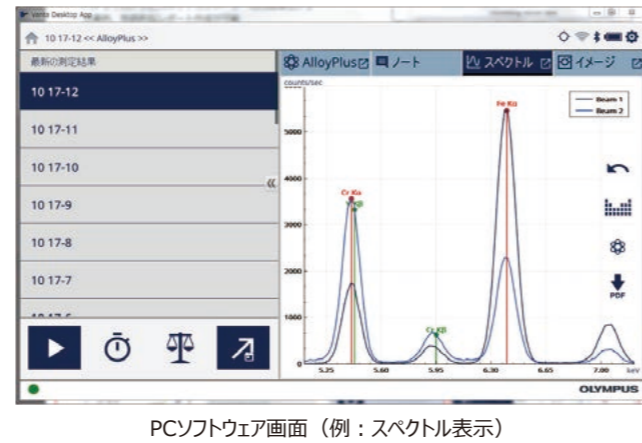 Vanta Desktop App
10 17-12 << AlloyPlus >>
最新の測定結果
AlloyPlus
ノート
スペクトル
イメージ
10 17-12
10 17-11
10 17-10
10 17-9
10 17-8
10 17-7
counts/sec
Beam 1
Beam 2
Fe Kα
Cr Kα
Cr Kβ
5000
4000
3000
2000
1000
0
5.25
5.60
5.95
6.30
6.65
7.00
keV
PDF
OLYMPUS
PCソフトウェア画面（例：スペクトル表示）